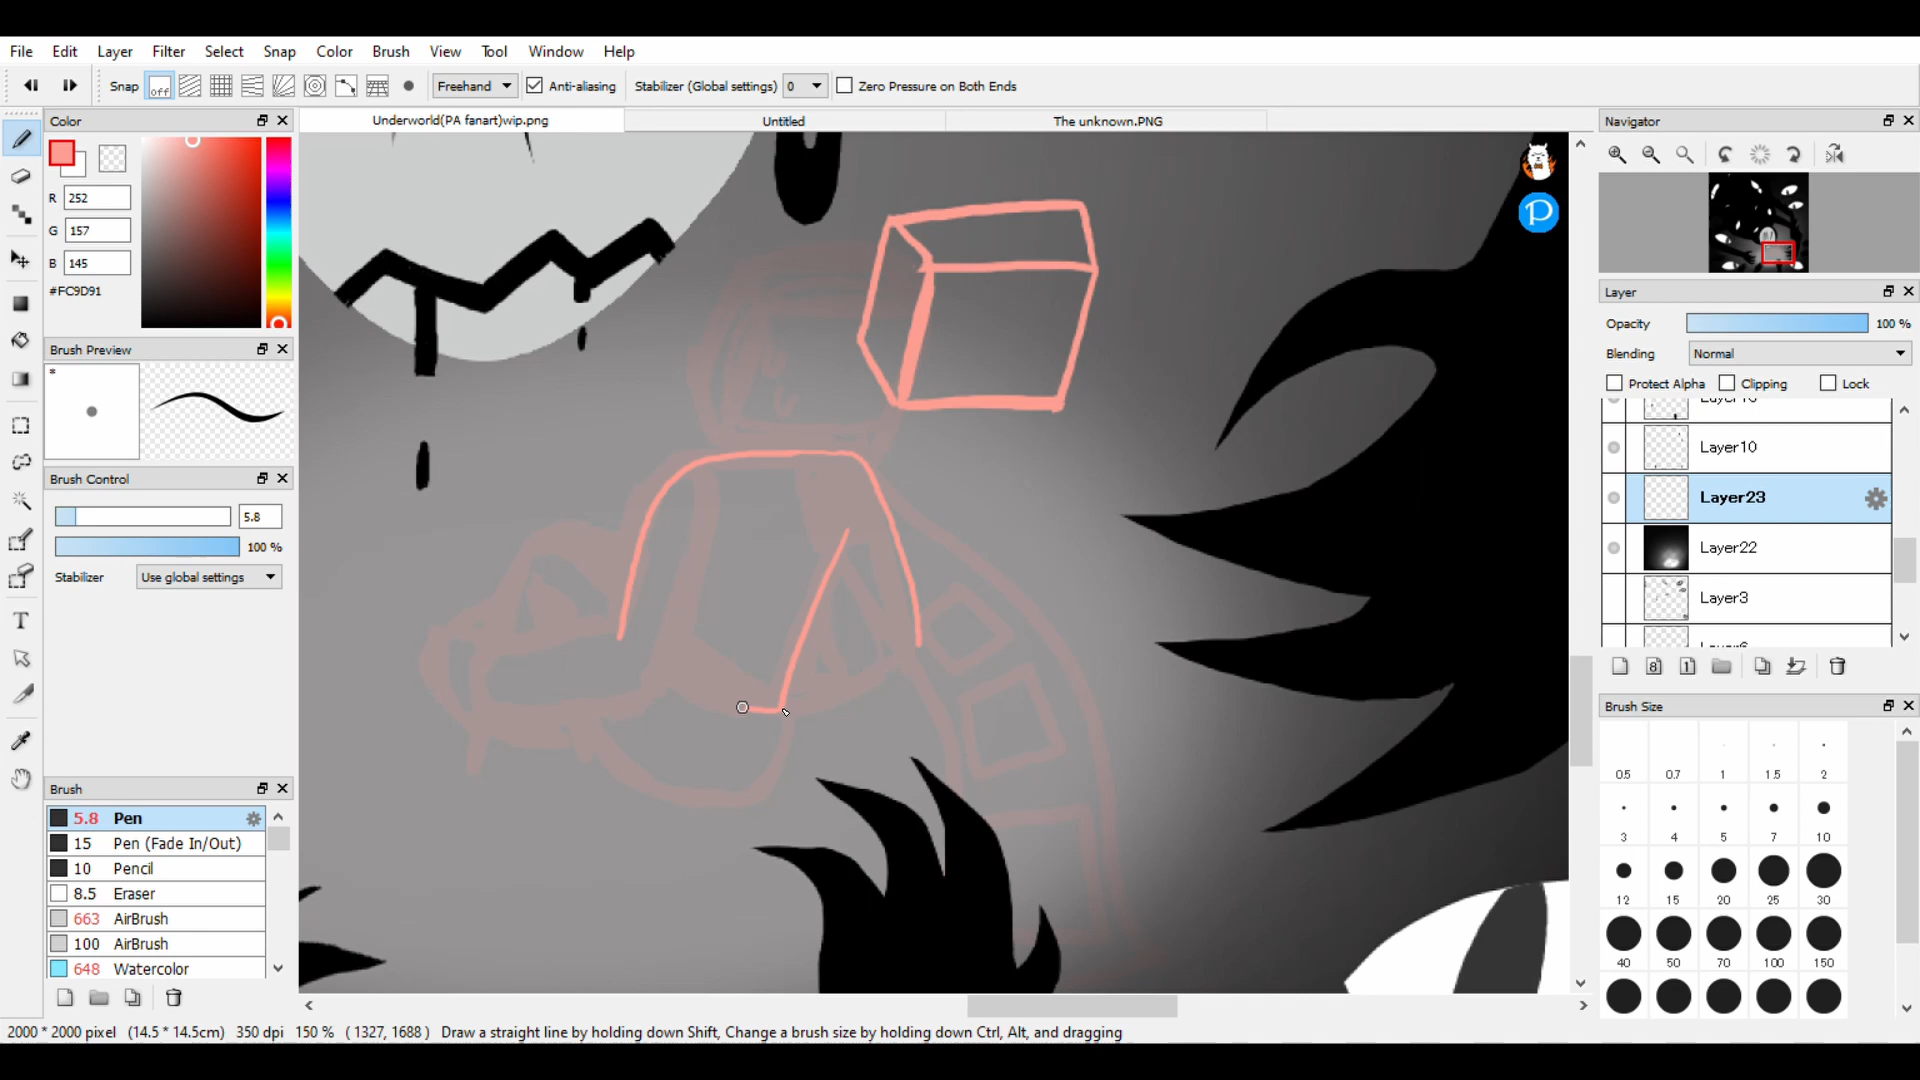 File Edit Layer Filter Select Snap Color Brush View Tool Window Help
Snap off Freehand Anti-aliasing Stabilizer (Global settings) 0 Zero Pressure on Both Ends
Color
Underworld(PA fanart)wip.png
Untitled
The unknown.PNG
R 252
G 157
B 145
#FC9D91
Brush Preview
*
Brush Control
5.8
100 %
Stabilizer Use global settings
Brush
5.8 Pen
15 Pen (Fade In/Out)
10 Pencil
8.5 Eraser
663 AirBrush
100 AirBrush
648 Watercolor
P
Navigator
Layer
Opacity 100 %
Blending Normal
Protect Alpha Clipping Lock
Layer10
Layer23
Layer22
Layer3
8 1
Brush Size
0.5 0.7 1 1.5 2
3 4 5 7 10
12 15 20 25 30
40 50 70 100 150
2000 * 2000 pixel (14.5 * 14.5cm) 350 dpi 150 % ( 1327, 1688 ) Draw a straight line by holding down Shift, Change a brush size by holding down Ctrl, Alt, and dragging